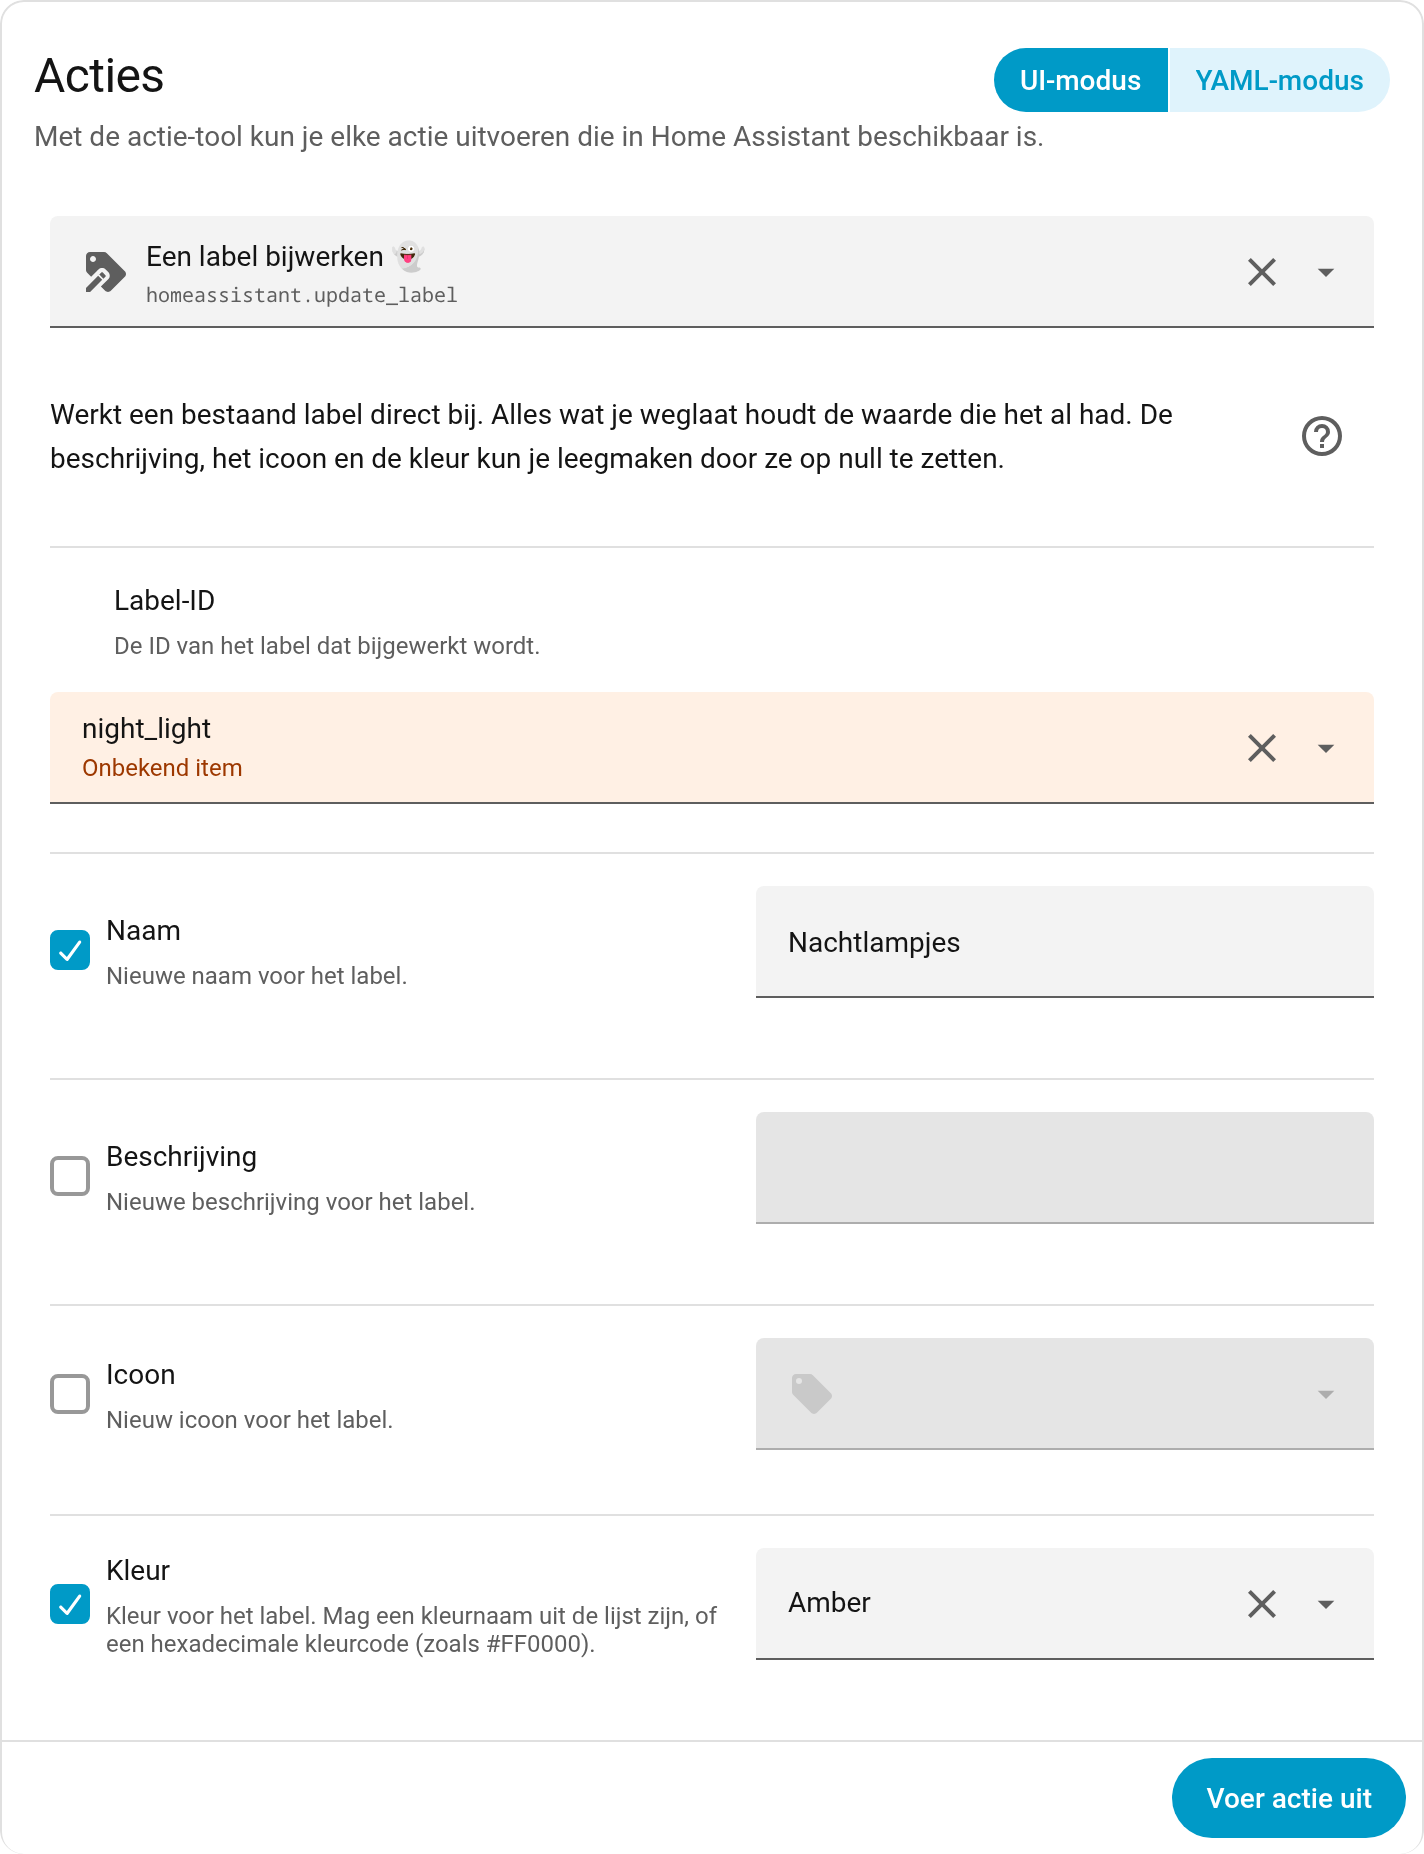 Acties
UI-modus
YAML-modus
Met de actie-tool kun je elke actie uitvoeren die in Home Assistant beschikbaar is.
Een label bijwerken 👻
homeassistant.update_label
Werkt een bestaand label direct bij. Alles wat je weglaat houdt de waarde die het al had. De
beschrijving, het icoon en de kleur kun je leegmaken door ze op null te zetten.
Label-ID
De ID van het label dat bijgewerkt wordt.
night_light
Onbekend item
Naam
Nieuwe naam voor het label.
Nachtlampjes
Beschrijving
Nieuwe beschrijving voor het label.
Icoon
Nieuw icoon voor het label.
Kleur
Kleur voor het label. Mag een kleurnaam uit de lijst zijn, of
een hexadecimale kleurcode (zoals #FF0000).
Amber
Voer actie uit